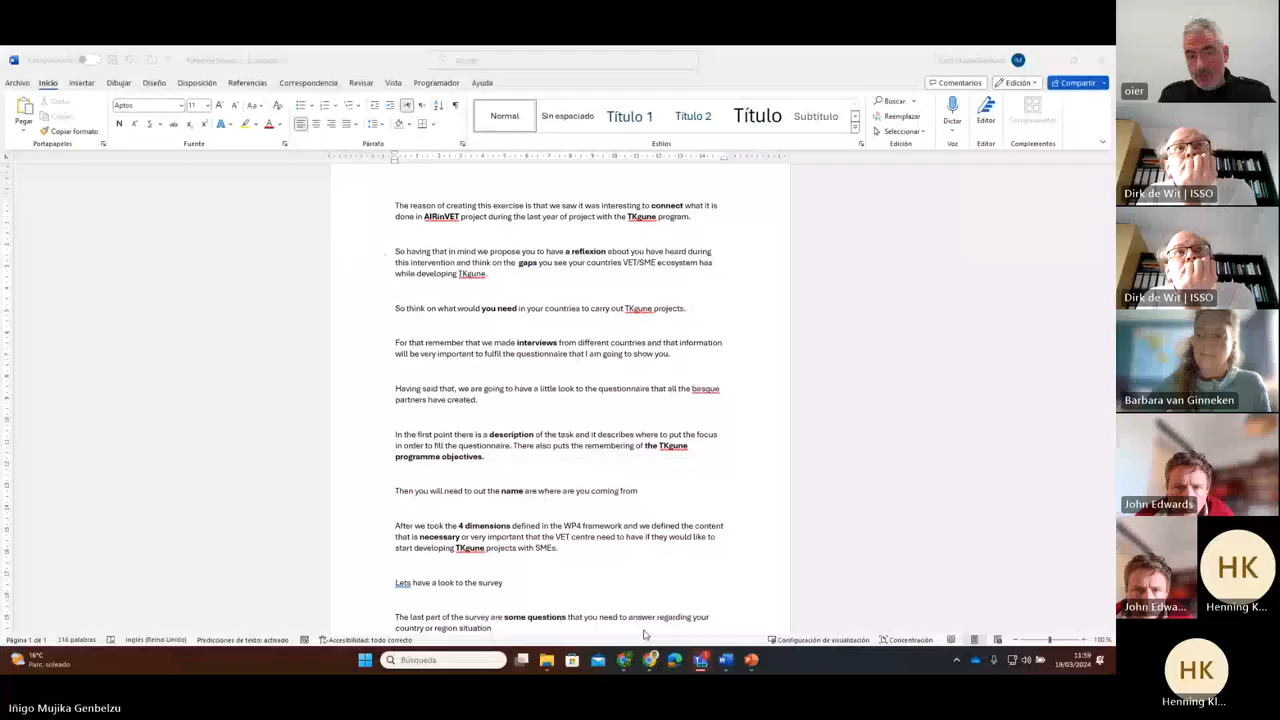 Archivo Inicio Insertar Dibujar Diseño Disposición Referencias Correspondencia Revisar Vista Programador Ayuda
Comentarios Edición Compartir
Pegar
Cortar
Copiar
Copiar formato
Aptos 11
Normal Sin espaciado Título 1 Título 2 Título Subtítulo
Buscar
Reemplazar
Seleccionar
Dictar Editor Complementos
Portapapeles Fuente Párrafo Estilos Edición Voz Editor Complementos
The reason of creating this exercise is that we saw it was interesting to connect what it is
done in AIRinVET project during the last year of project with the TKgune program.
So having that in mind we propose you to have a reflexion about you have heard during
this intervention and think on the gaps you see your countries VET/SME ecosystem has
while developing TKgune.
So think on what would you need in your countries to carry out TKgune projects.
For that remember that we made interviews from different countries and that information
will be very important to fulfil the questionnaire that I am going to show you.
Having said that, we are going to have a little look to the questionnaire that all the basque
partners have created.
In the first point there is a description of the task and it describes where to put the focus
in order to fill the questionnaire. There also puts the remembering of the TKgune
programme objectives.
Then you will need to out the name are where are you coming from
After we took the 4 dimensions defined in the WP4 framework and we defined the content
that is necessary or very important that the VET centre need to have if they would like to
start developing TKgune projects with SMEs.
Lets have a look to the survey
The last part of the survey are some questions that you need to answer regarding your
country or region situation
Página 1 de 1 316 palabras Inglés (Reino Unido) Predicciones de texto: activado Accesibilidad: todo correcto
Configuración de visualización Concentración 100 %
16°C
Parc. soleado
Búsqueda
11:59
19/03/2024
Iñigo Mujika Genbelzu
oier
Dirk de Wit | ISSO
Dirk de Wit | ISSO
Barbara van Ginneken
John Edwards
John Edwa...
HK
Henning Kl...
HK
Henning Kl...